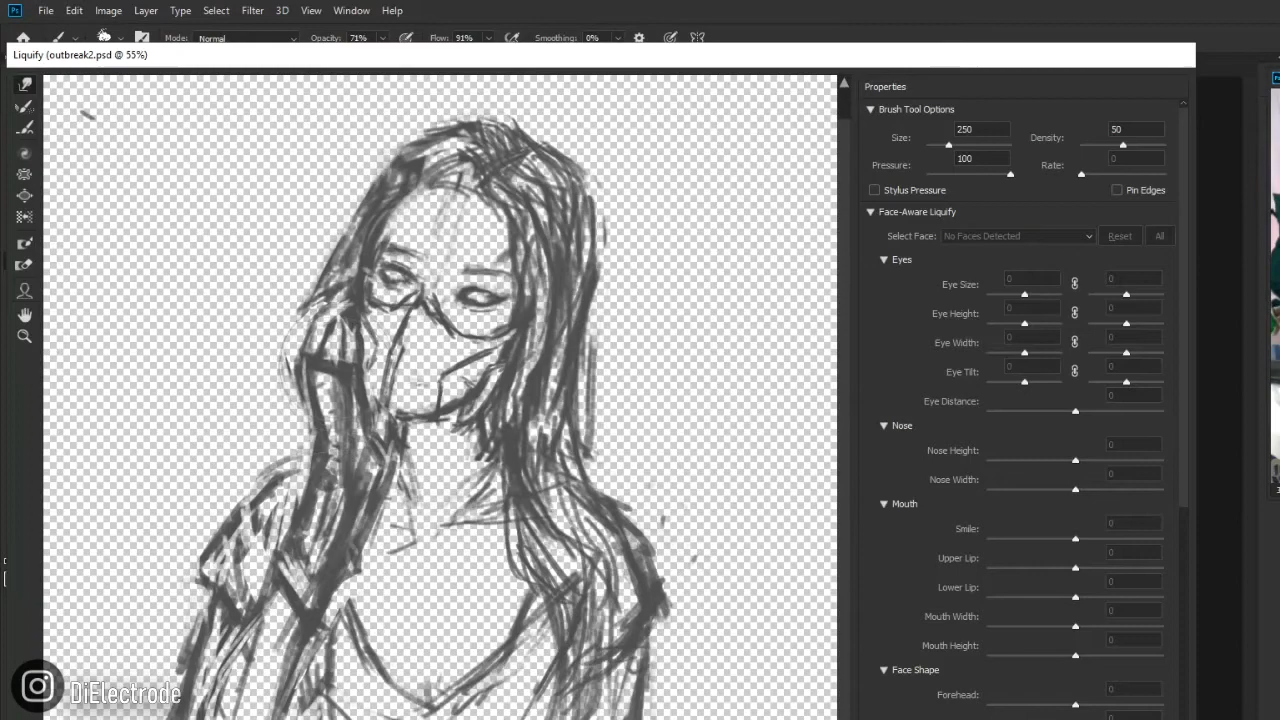 Ps File Edit Image Layer Type Select Filter 3D View Window Help
Mode: Normal Opacity: 71% Flow: 91% Smoothing: 0%
Liquify (outbreak2.psd @ 55%)
Properties
Brush Tool Options
Size: 250 Density: 50
Pressure: 100 Rate: 0
Stylus Pressure Pin Edges
Face-Aware Liquify
Select Face: No Faces Detected Reset All
Eyes
Eye Size: 0 0
Eye Height: 0 0
Eye Width: 0 0
Eye Tilt: 0 0
Eye Distance: 0
Nose
Nose Height: 0
Nose Width: 0
Mouth
Smile: 0
Upper Lip: 0
Lower Lip: 0
Mouth Width: 0
Mouth Height: 0
Face Shape
Forehead: 0
DiElectrode